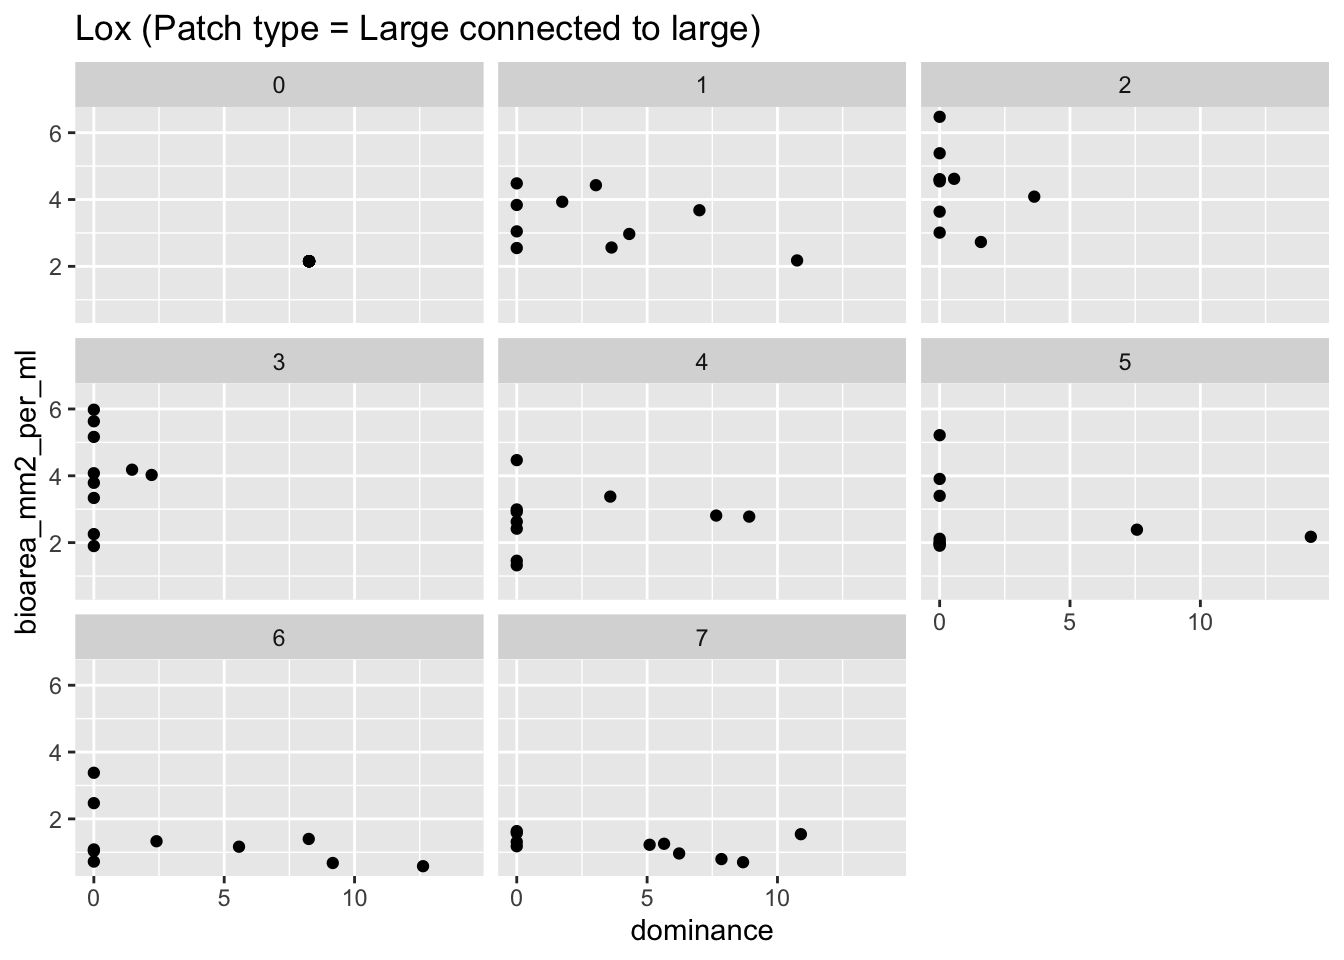 Lox (Patch type = Large connected to large)
0 1 2
6
4
2
3 4 5
6
4
2
0 5 10
6 7
6
4
2
0 5 10 0 5 10
dominance
bioarea_mm2_per_ml